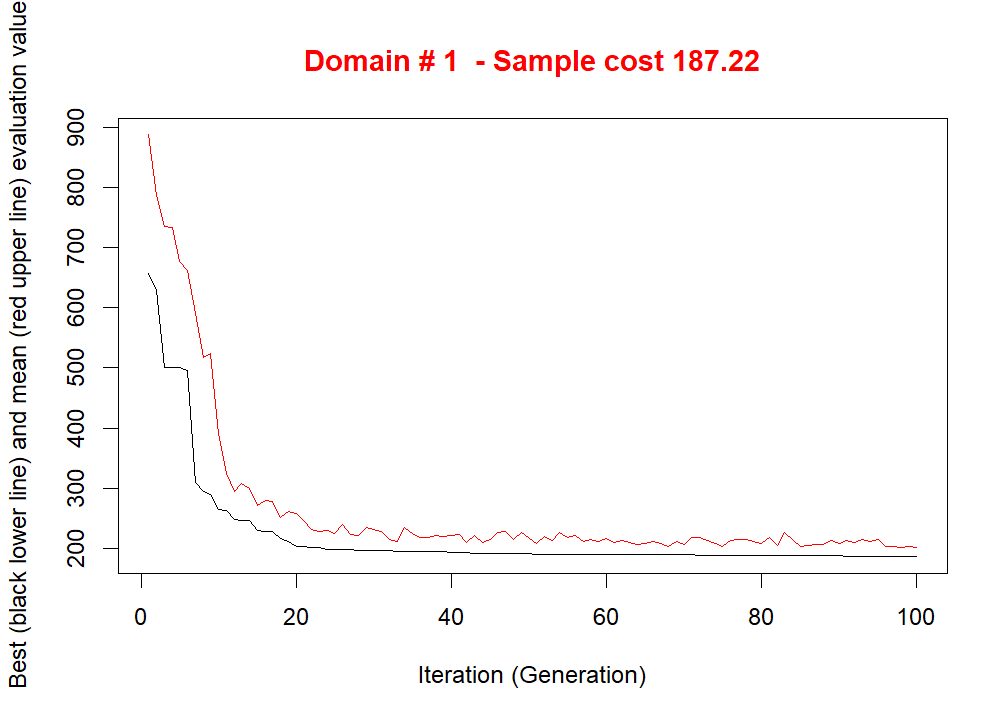 Domain # 1  - Sample cost 187.22
Best (black lower line) and mean (red upper line) evaluation value
900
800
700
600
500
400
300
200
0 20 40 60 80 100
Iteration (Generation)